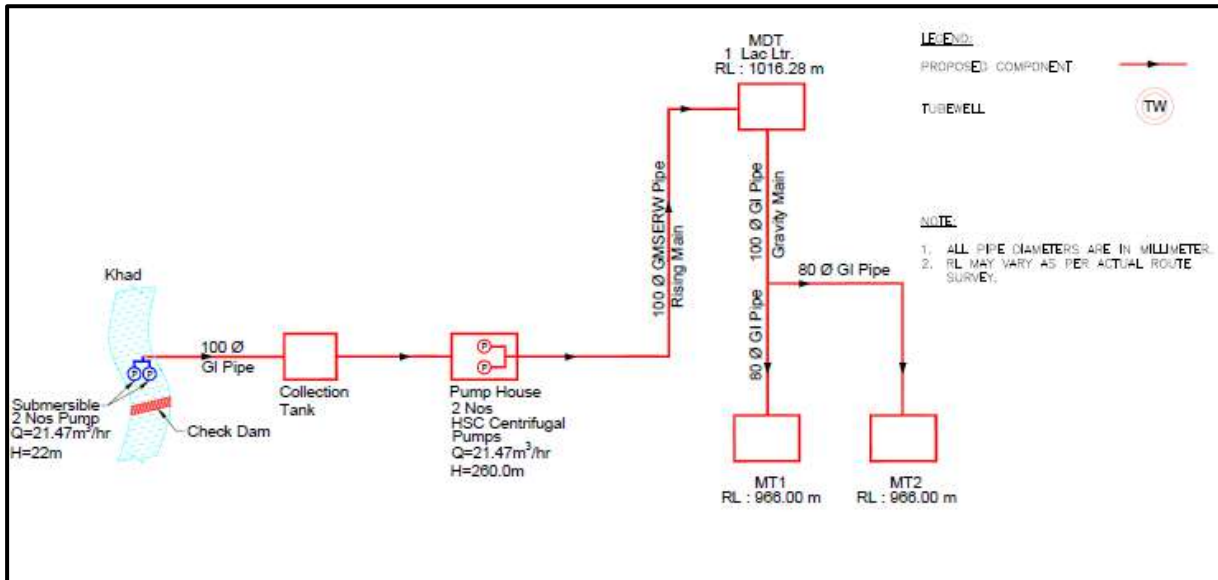 MDT
1 Lac Ltr.
RL : 1016.28 m
LEGEND:
PROPOSED COMPONENT
TUBEWELL
TW
100 Ø GMSERW Pipe
Rising Main
100 Ø GI Pipe
Gravity Main
NOTE:
1. ALL PIPE DIAMETERS ARE IN MILLIMETER.
2. RL MAY VARY AS PER ACTUAL ROUTE
SURVEY.
Khad
80 Ø GI Pipe
80 Ø GI Pipe
100 Ø
GI Pipe
P
P
P
P
Submersible
2 Nos Pump
Q=21.47m³/hr
H=22m
Check Dam
Collection
Tank
Pump House
2 Nos
HSC Centrifugal
Pumps
Q=21.47m³/hr
H=260.0m
MT1
RL : 966.00 m
MT2
RL : 966.00 m